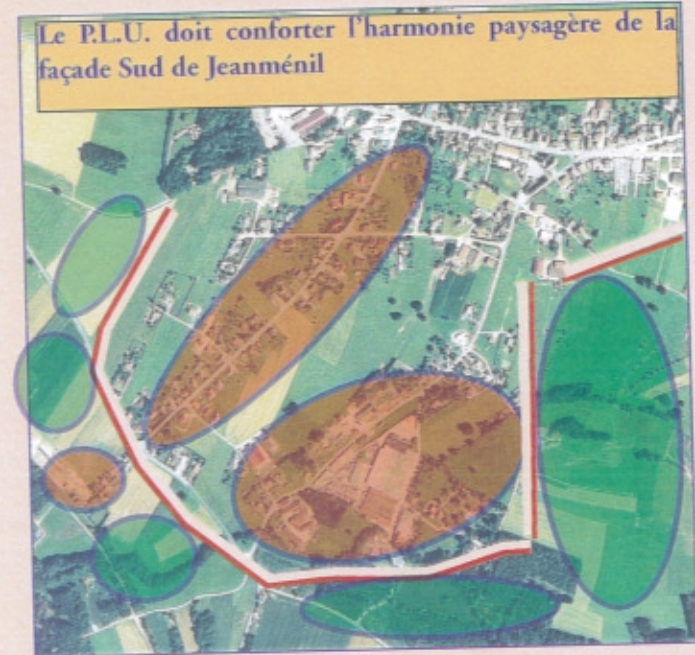 Le P.L.U. doit conforter l'harmonie paysagère de la
façade Sud de Jeanménil